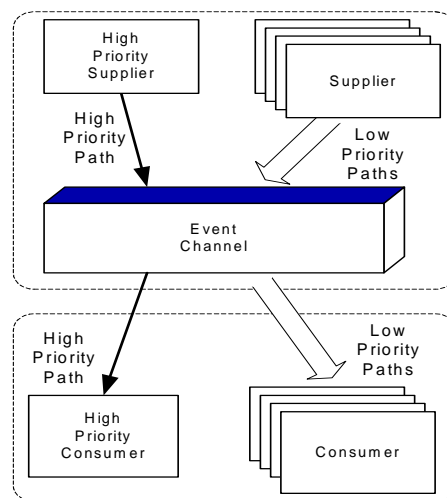 High
Priority
Supplier
Supplier
High
Priority
Path
Low
Priority
Paths
Event
Channel
High
Priority
Path
Low
Priority
Paths
High
Priority
Consumer
Consumer